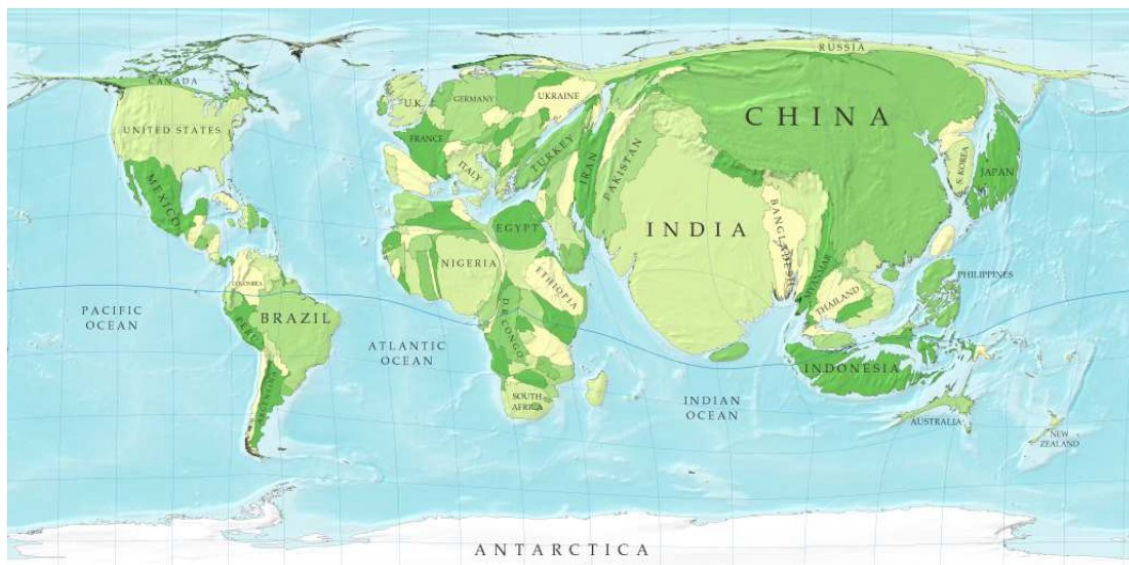 RUSSIA
CANADA
UNITED STATES
MEXICO
COLOMBIA
BRAZIL
PERU
ARGENTINA
PACIFIC
OCEAN
ATLANTIC
OCEAN
U.K.
GERMANY
UKRAINE
FRANCE
ITALY
TURKEY
EGYPT
NIGERIA
ETHIOPIA
DR CONGO
SOUTH
AFRICA
IRAN
PAKISTAN
INDIA
BANGLADESH
MYANMAR
THAILAND
CHINA
S. KOREA
JAPAN
PHILIPPINES
INDONESIA
INDIAN
OCEAN
AUSTRALIA
NEW
ZEALAND
ANTARCTICA